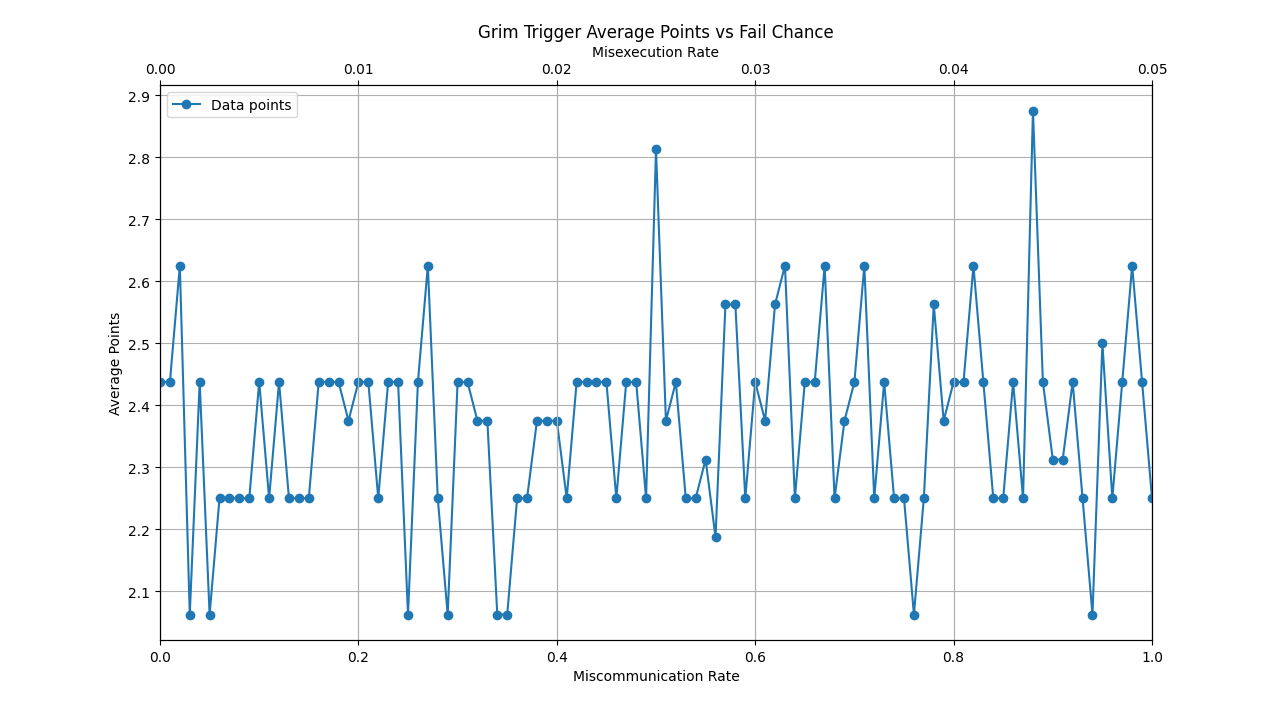 Grim Trigger Average Points vs Fail Chance
Misexecution Rate
0.00 0.01 0.02 0.03 0.04 0.05
Data points
2.9
2.8
2.7
2.6
2.5
2.4
2.3
2.2
2.1
Average Points
0.0 0.2 0.4 0.6 0.8 1.0
Miscommunication Rate